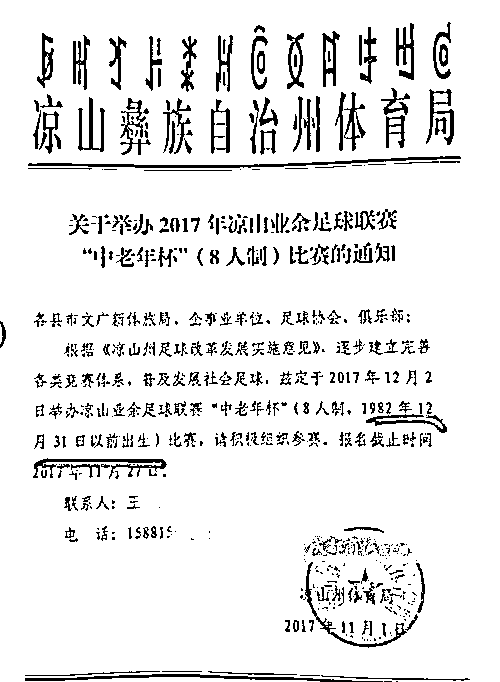 凉山彝族自治州体育局
关于举办2017年凉山业余足球联赛
“中老年杯”(8人制)比赛的通知
各县市文广新体旅局、企事业单位、足球协会、俱乐部:
根据《凉山州足球改革发展实施意见》,逐步建立完善
各类竞赛体系,普及发展社会足球,兹定于2017年12月2
日举办凉山业余足球联赛“中老年杯”(8人制,1982年12
月31日以前出生)比赛,请积极组织参赛。报名截止时间
2017年11月27日。
联系人:王
电 话:158815
凉山州体育局
2017年11月1日